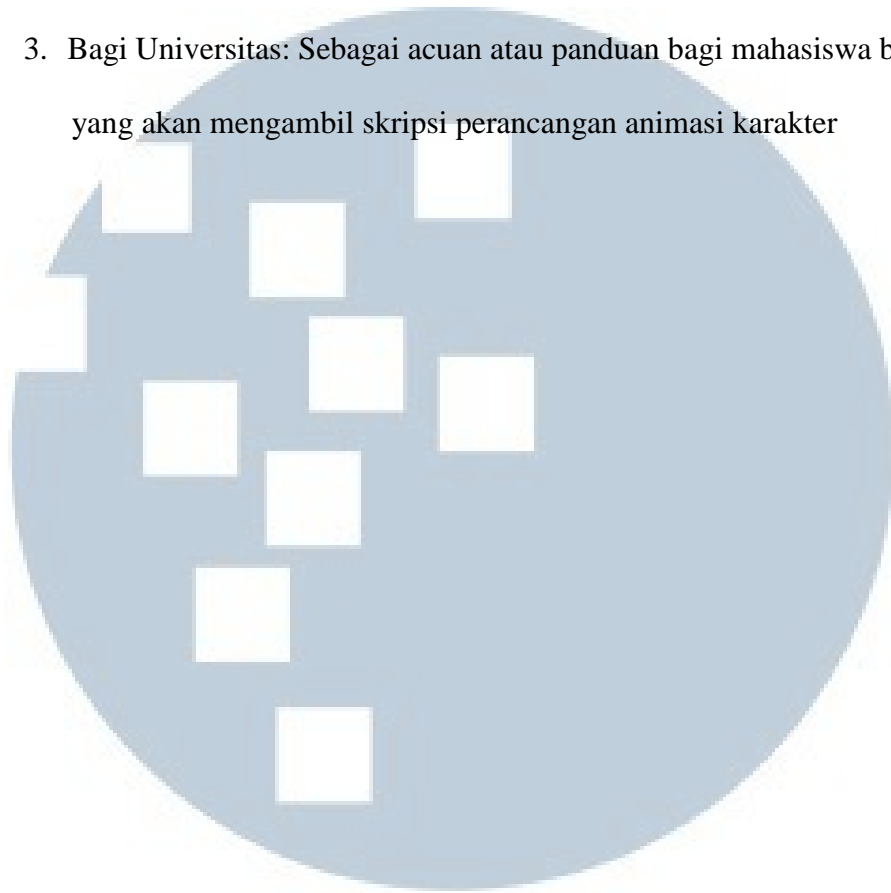 3. Bagi Universitas: Sebagai acuan atau panduan bagi mahasiswa
yang akan mengambil skripsi perancangan animasi karakter